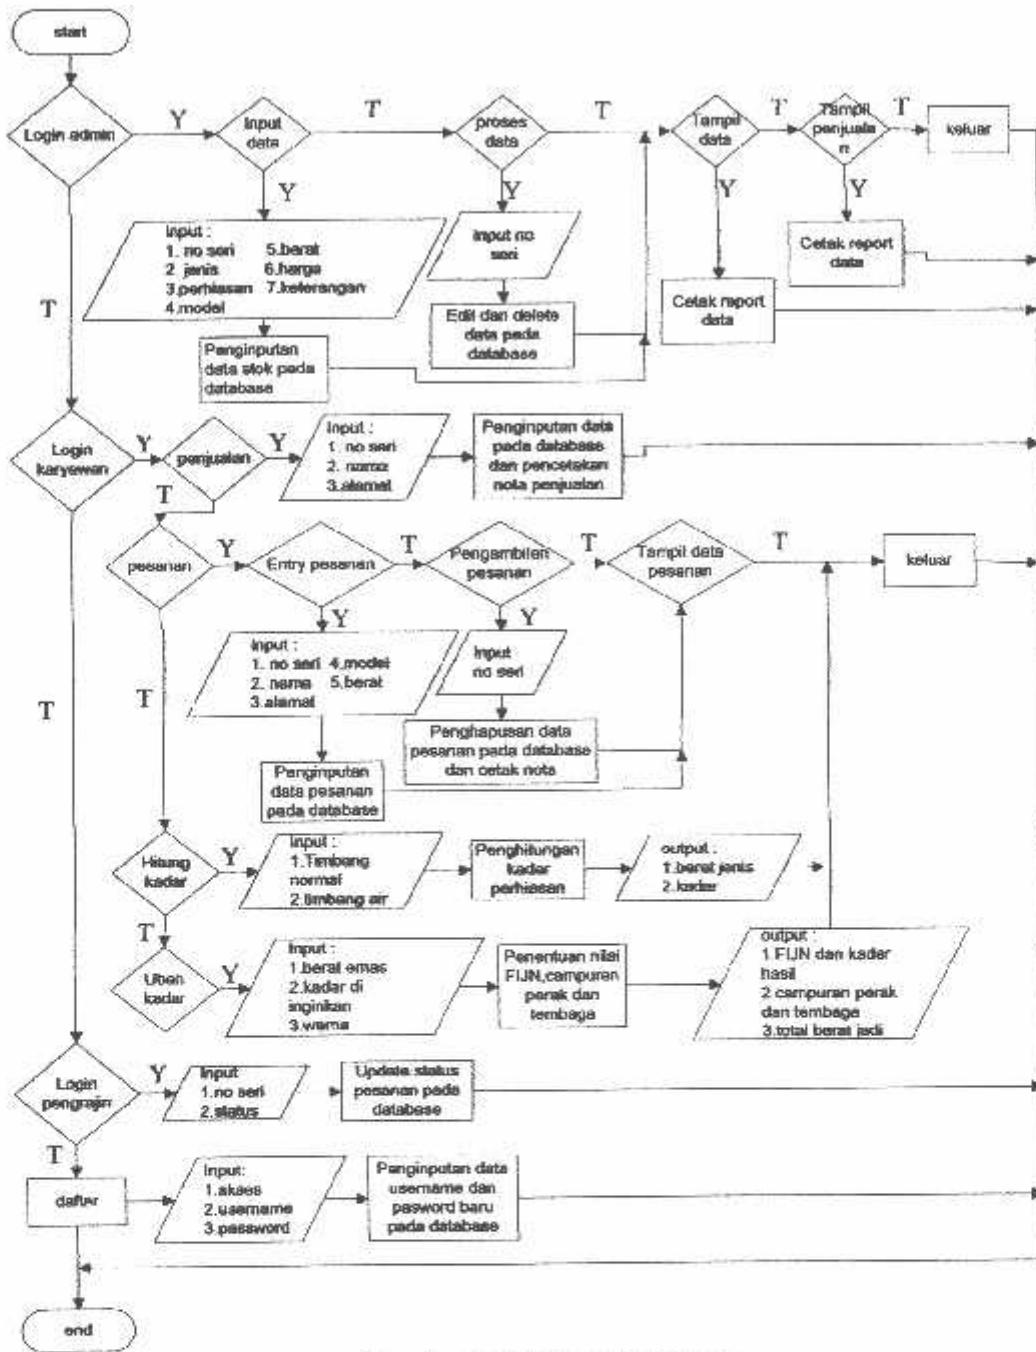 start
Login admin
Y
Input
data
T
proses
data
T
Tampil
data
T
Tampil
penjuala
n
T
keluar
Y
Y
Y
Y
Input :
1. no seri 5.berat
2 jenis 6.harga
3.perhiasan 7.keterangan
4.model
Input no
seri
Cetak report
data
T
Edit dan delete
data pada
database
Cetak report
data
Penginputan
data stok pada
database
Login
karyawan
Y
penjualan
Y
Input :
1. no seri
2. nama
3.alamat
Penginputan data
pada database
dan pencetakan
nota penjualan
T
pesanan
Y
Entry pesanan
T
Pengambilan
pesanan
T
Tampil data
pesanan
T
keluar
Y
Y
Input :
1. no seri 4.model
2. nama 5.berat
3.alamat
Input
no seri
T
T
Penghapusan data
pesanan pada database
dan cetak nota
Penginputan
data pesanan
pada database
Hitung
kadar
Y
Input :
1.Timbang
normal
2.timbang air
Penghitungan
kadar
perhiasan
output :
1.berat jenis
2.kadar
T
Uben
kadar
Y
Input :
1.berat emas
2.kadar di
inginikan
3.warna
Penentuan nilai
FIJN,campuran
perak dan
tembaga
output :
1.FIJN dan kadar
hasil
2.campuran perak
dan tembaga
3.total berat jadi
Login
pengrajin
Y
Input
1.no seri
2.status
Update status
pesanan pada
database
T
daftar
Input:
1.akses
2.username
3.password
Penginputan data
username dan
pasword baru
pada database
end